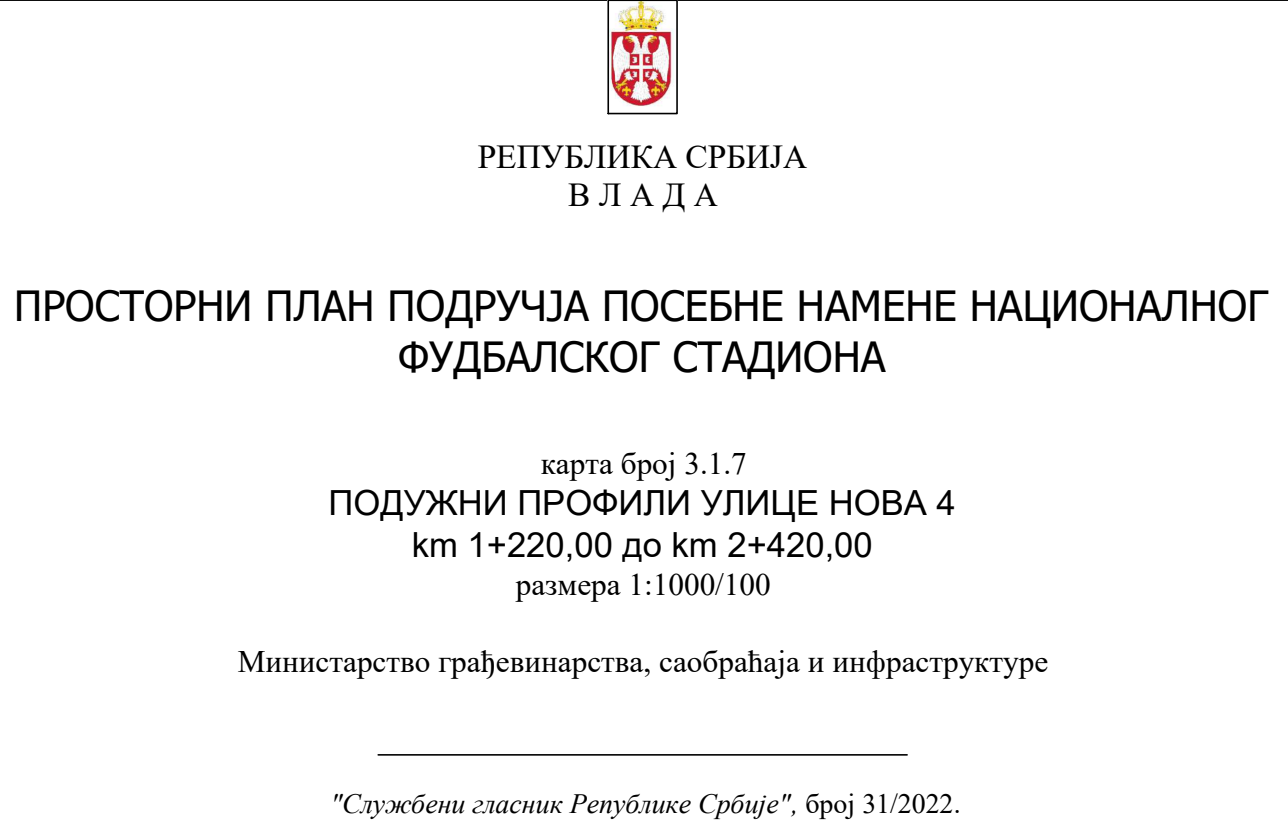 РЕПУБЛИКА СРБИЈА
В Л А Д А
ПРОСТОРНИ ПЛАН ПОДРУЧЈА ПОСЕБНЕ НАМЕНЕ НАЦИОНАЛНОГ
ФУДБАЛСКОГ СТАДИОНА
карта број 3.1.7
ПОДУЖНИ ПРОФИЛИ УЛИЦЕ НОВА 4
km 1+220,00 до km 2+420,00
размера 1:1000/100
Министарство грађевинарства, саобраћаја и инфраструктуре
"Службени гласник Републике Србије", број 31/2022.